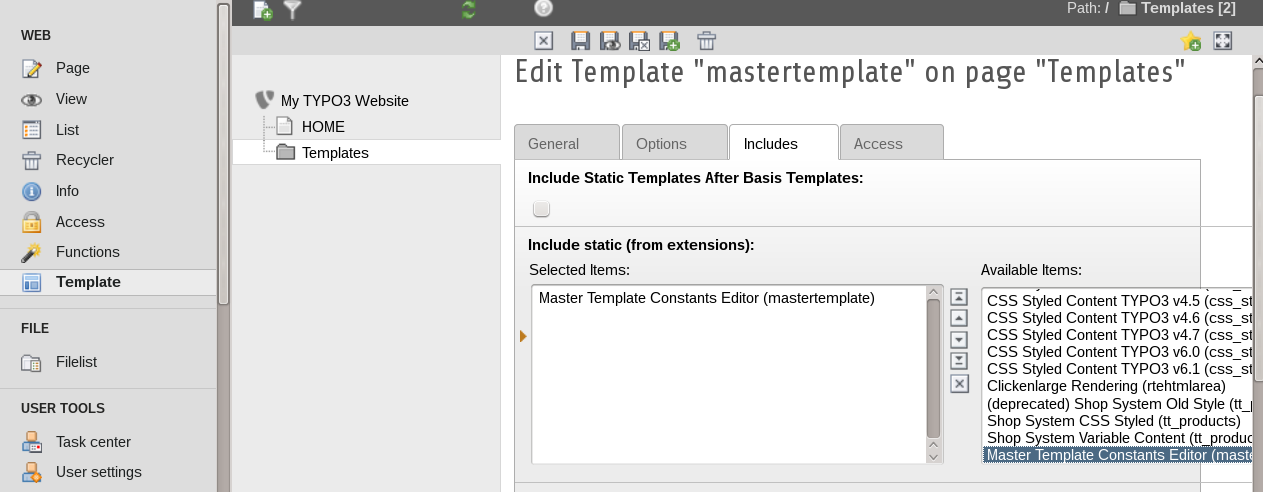 WEB
Page
View
List
Recycler
Info
Access
Functions
Template
FILE
Filelist
USER TOOLS
Task center
User settings
Path: / Templates [2]
My TYPO3 Website
HOME
Templates
Edit Template "mastertemplate" on page "Templates"
General Options Includes Access
Include Static Templates After Basis Templates:
Include static (from extensions):
Selected Items:
Master Template Constants Editor (mastertemplate)
Available Items:
CSS Styled Content TYPO3 v4.5 (css_st
CSS Styled Content TYPO3 v4.6 (css_st
CSS Styled Content TYPO3 v4.7 (css_st
CSS Styled Content TYPO3 v6.0 (css_st
CSS Styled Content TYPO3 v6.1 (css_st
Clickenlarge Rendering (rtehtmlarea)
(deprecated) Shop System Old Style (tt_p
Shop System CSS Styled (tt_products)
Shop System Variable Content (tt_produc
Master Template Constants Editor (maste